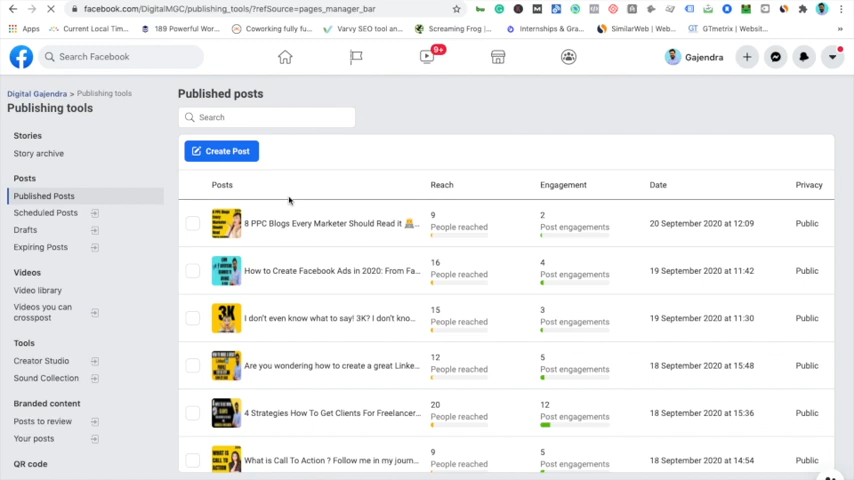 facebook.com/DigitalMGC/publishing_tools/?refSource=pages_manager_bar
Apps
Current Local Tim...
189 Powerful Wor...
Coworking fully fu...
Varvy SEO tool an...
Screaming Frog |...
Internships & Gra...
SimilarWeb | Web...
GTmetrix | Websit...
Search Facebook
9+
Gajendra
Digital Gajendra > Publishing tools
Publishing tools
Stories
Story archive
Posts
Published Posts
Scheduled Posts
Drafts
Expiring Posts
Videos
Video library
Videos you can
crosspost
Tools
Creator Studio
Sound Collection
Branded content
Posts to review
Your posts
QR code
Published posts
Search
Create Post
Posts Reach Engagement Date Privacy
8 PPC Blogs Every Marketer Should Read it ... 9 People reached 2 Post engagements 20 September 2020 at 12:09 Public
How to Create Facebook Ads in 2020: From Fa... 16 People reached 4 Post engagements 19 September 2020 at 11:42 Public
3K
I don't even know what to say! 3K? I don't kno... 15 People reached 3 Post engagements 19 September 2020 at 11:30 Public
Are you wondering how to create a great Linke... 12 People reached 5 Post engagements 18 September 2020 at 15:48 Public
4 Strategies How To Get Clients For Freelancer... 20 People reached 12 Post engagements 18 September 2020 at 15:36 Public
WHAT IS CALL TO ACTION
What is Call To Action ? Follow me in my journ... 9 People reached 5 Post engagements 18 September 2020 at 14:54 Public